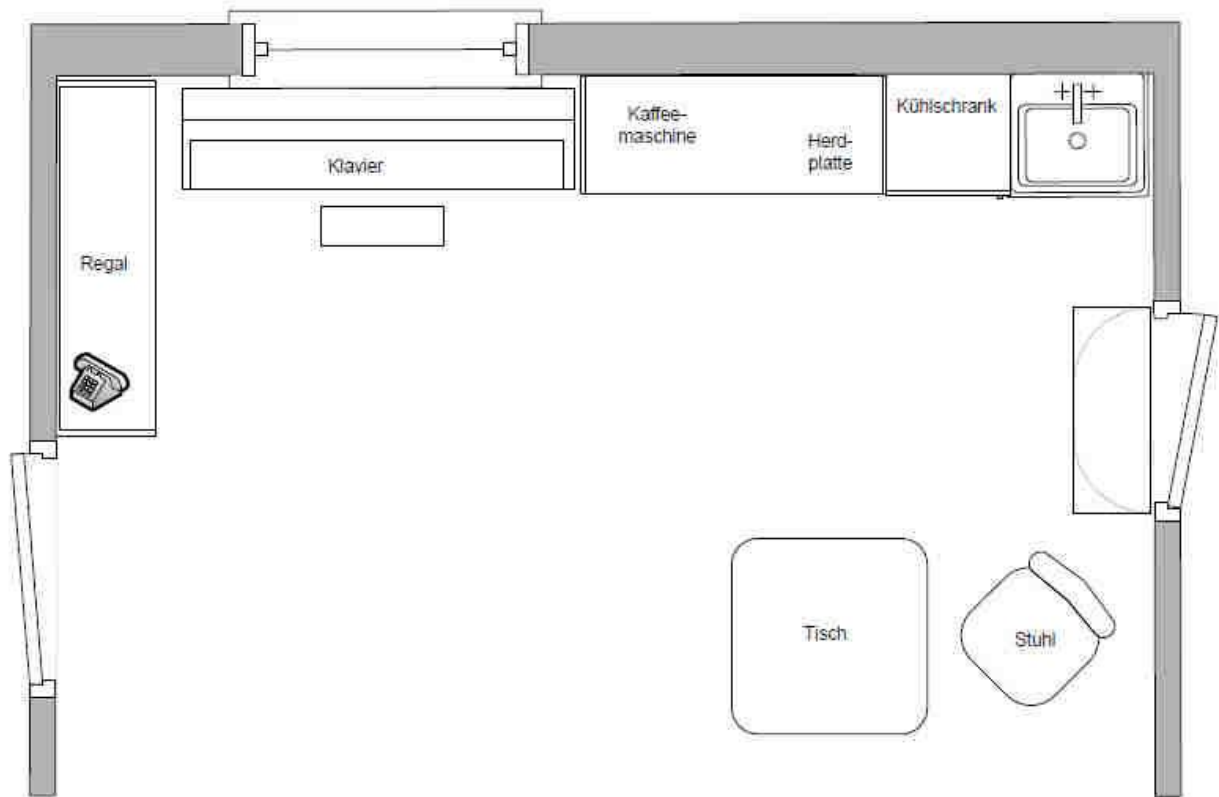 Kaffee-
maschine
Herd-
platte
Kühlschrank
Klavier
Regal
Tisch
Stuhl